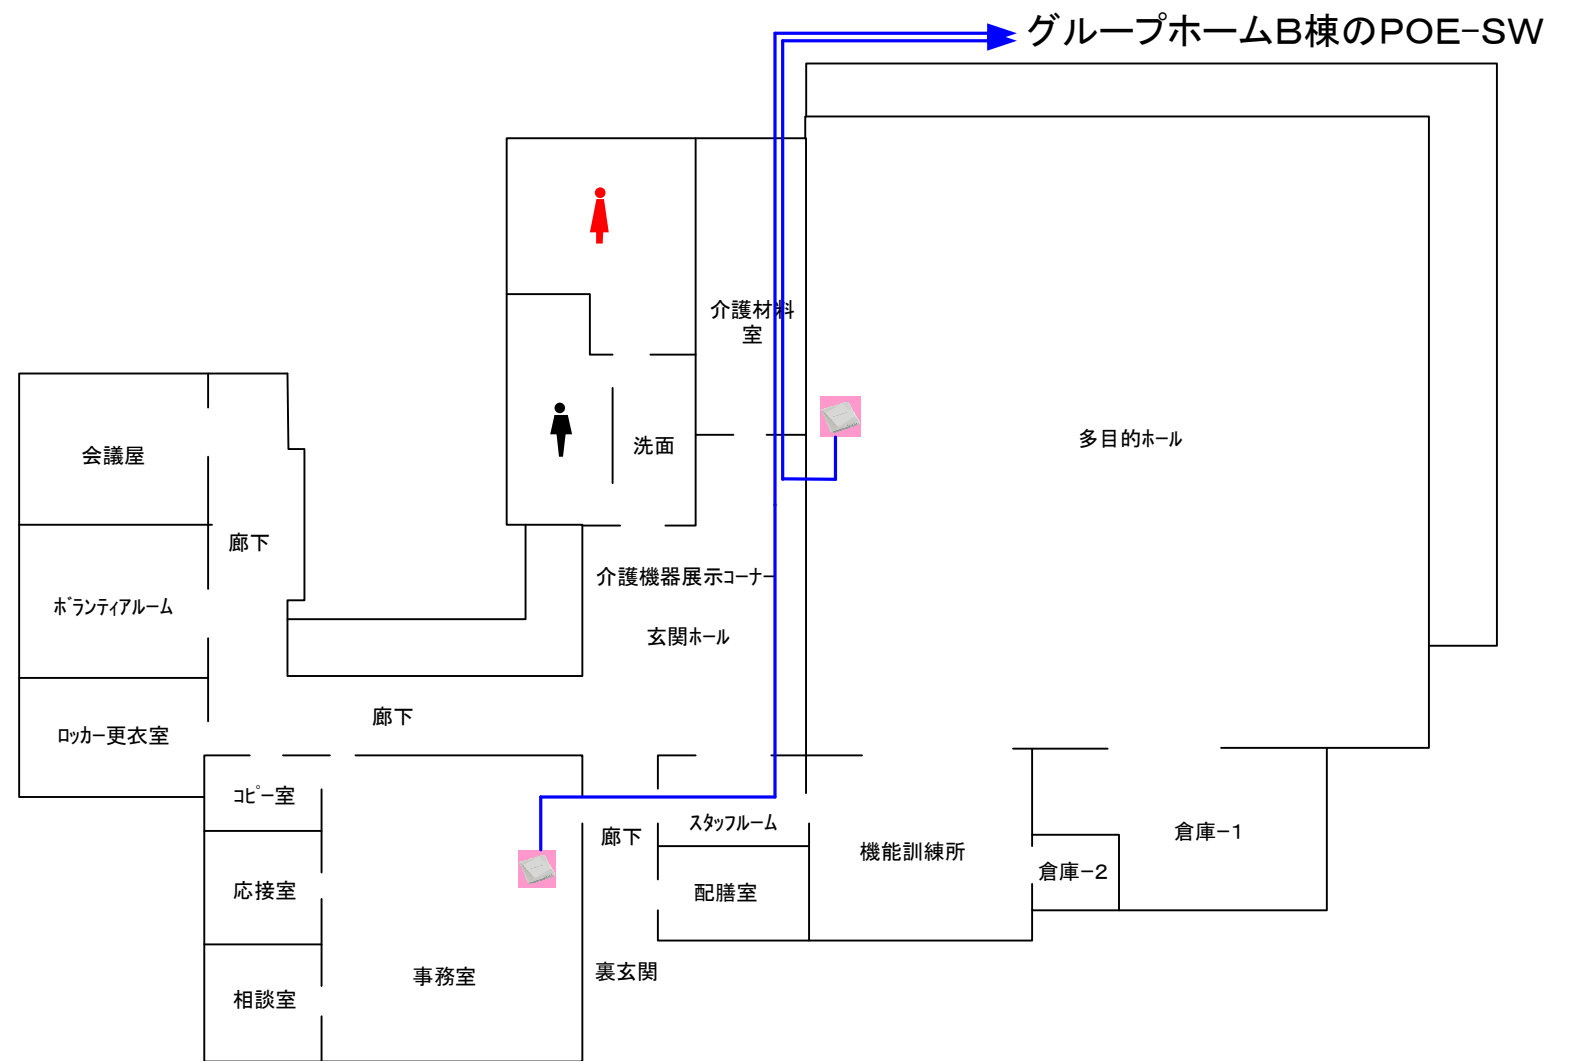 グループホームB棟のPOE-SW
介護材料
室
多目的ﾎｰﾙ
洗面
会議屋
廊下
介護機器展示ｺｰﾅｰ
ﾎﾞﾗﾝﾃｨｱﾙｰﾑ
玄関ﾎｰﾙ
廊下
ﾛｯｶｰ更衣室
ｺﾋﾟｰ室
ｽﾀｯﾌﾙｰﾑ
廊下
倉庫-1
機能訓練所
倉庫-2
応接室
配膳室
裏玄関
事務室
相談室